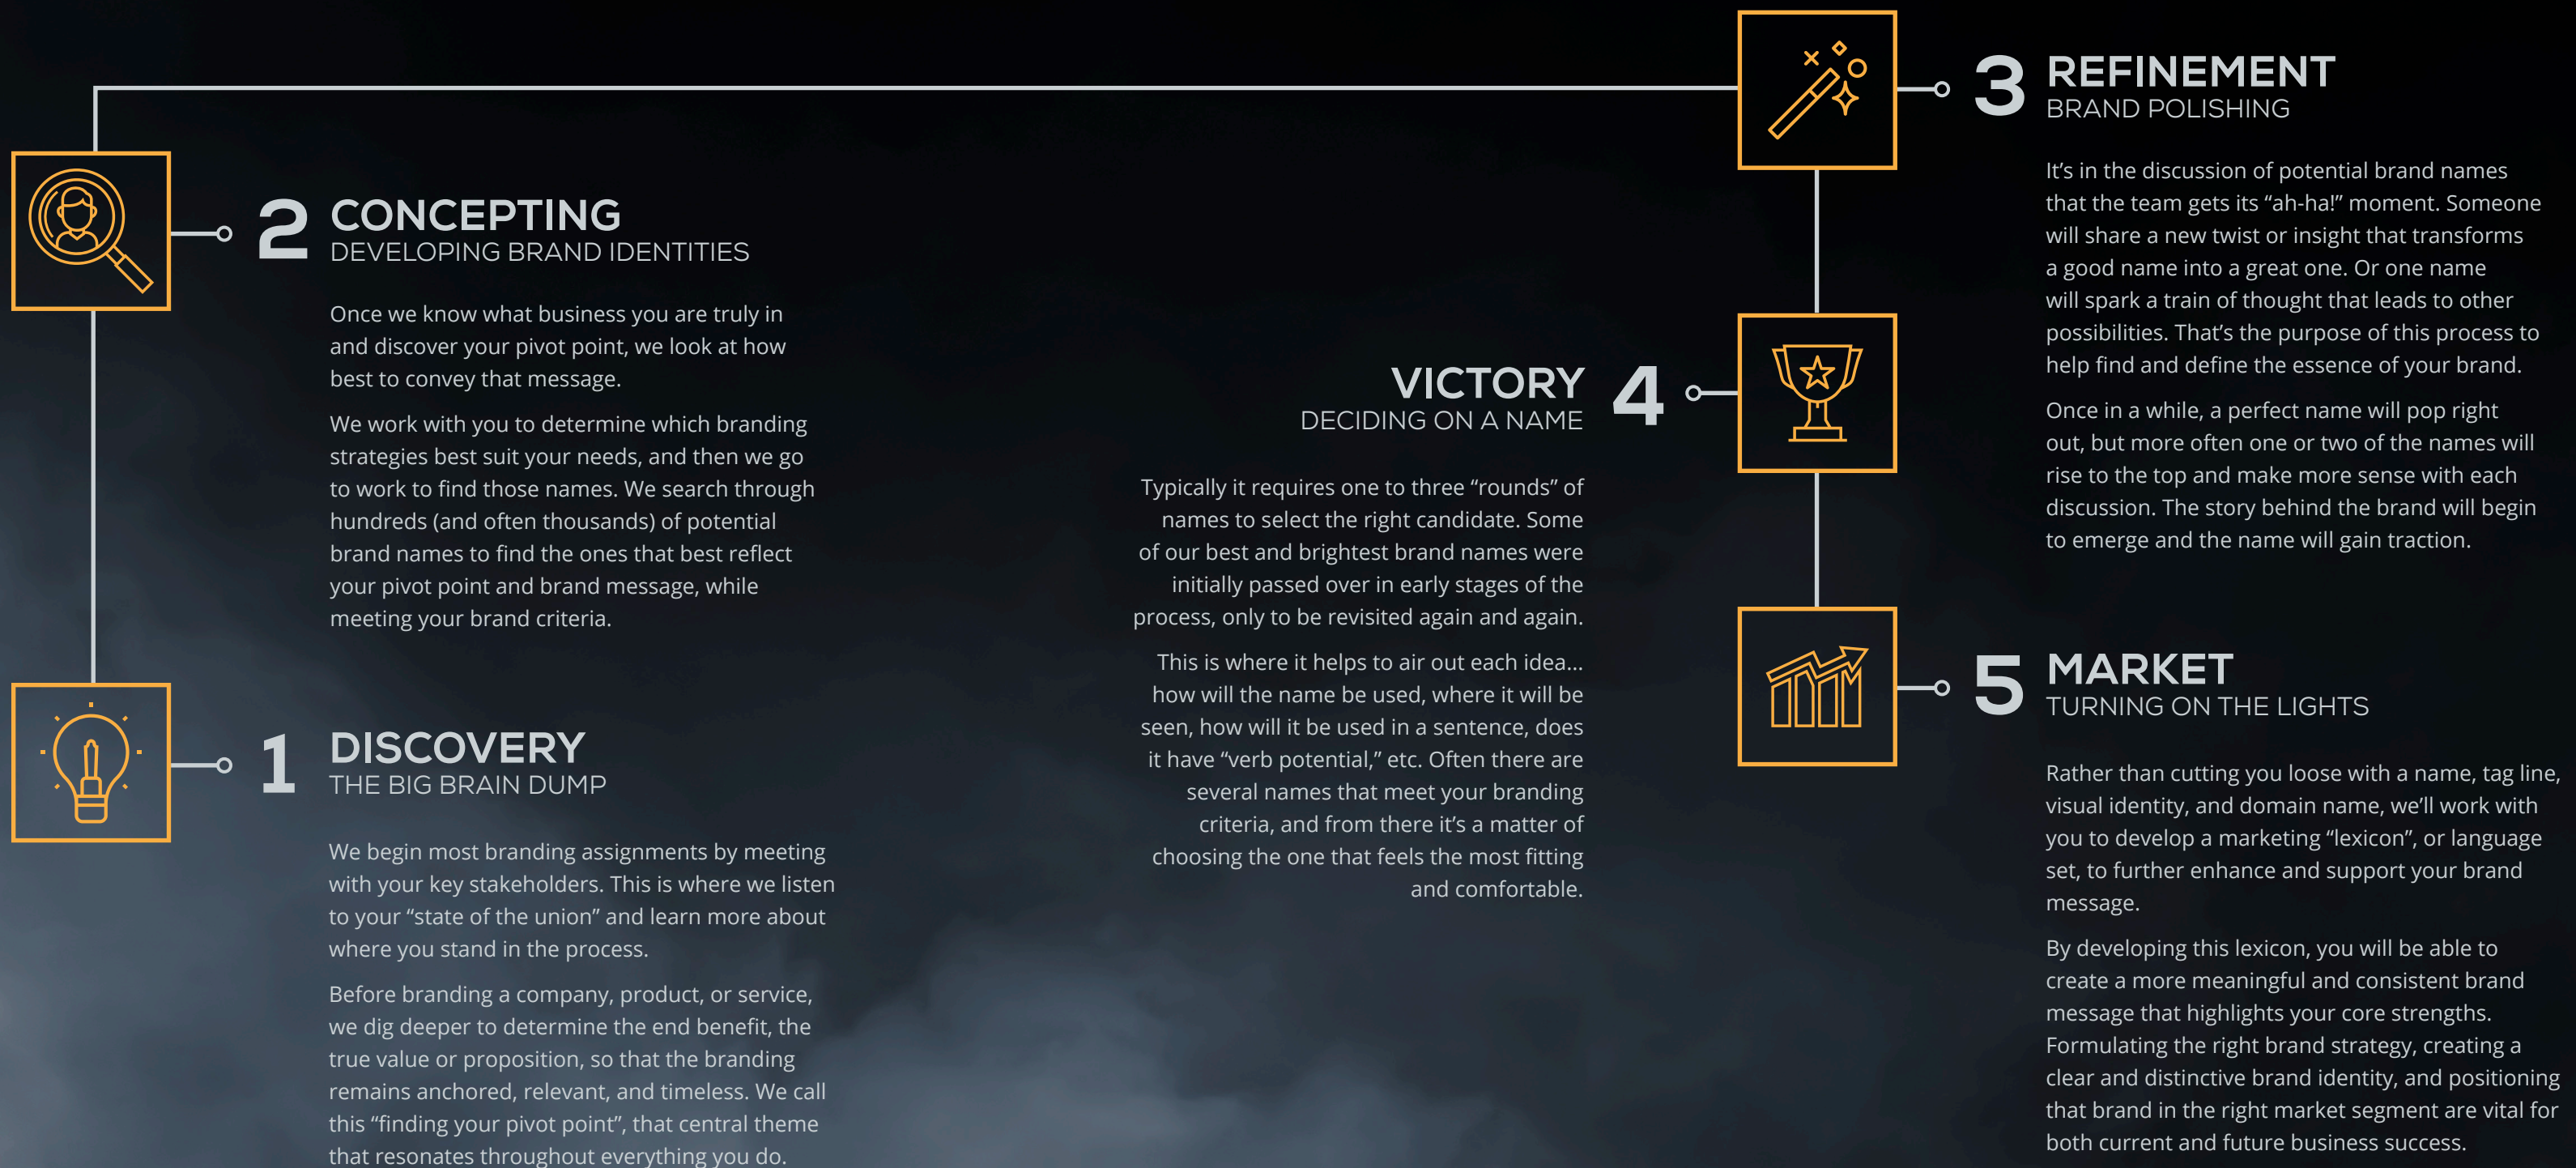 1 DISCOVERY
THE BIG BRAIN DUMP
We begin most branding assignments by meeting
with your key stakeholders. This is where we listen
to your “state of the union” and learn more about
where you stand in the process.
Before branding a company, product, or service,
we dig deeper to determine the end benefit, the
true value or proposition, so that the branding
remains anchored, relevant, and timeless. We call
this “finding your pivot point”, that central theme
that resonates throughout everything you do.
2 CONCEPTING
DEVELOPING BRAND IDENTITIES
Once we know what business you are truly in
and discover your pivot point, we look at how
best to convey that message.
We work with you to determine which branding
strategies best suit your needs, and then we go
to work to find those names. We search through
hundreds (and often thousands) of potential
brand names to find the ones that best reflect
your pivot point and brand message, while
meeting your brand criteria.
3 REFINEMENT
BRAND POLISHING
It’s in the discussion of potential brand names
that the team gets its “ah-ha!” moment. Someone
will share a new twist or insight that transforms
a good name into a great one. Or one name
will spark a train of thought that leads to other
possibilities. That’s the purpose of this process to
help find and define the essence of your brand.
Once in a while, a perfect name will pop right
out, but more often one or two of the names will
rise to the top and make more sense with each
discussion. The story behind the brand will begin
to emerge and the name will gain traction.
VICTORY 4
DECIDING ON A NAME
Typically it requires one to three “rounds” of
names to select the right candidate. Some
of our best and brightest brand names were
initially passed over in early stages of the
process, only to be revisited again and again.
This is where it helps to air out each idea...
how will the name be used, where it will be
seen, how will it be used in a sentence, does
it have “verb potential,” etc. Often there are
several names that meet your branding
criteria, and from there it’s a matter of
choosing the one that feels the most fitting
and comfortable.
5 MARKET
TURNING ON THE LIGHTS
Rather than cutting you loose with a name, tag line,
visual identity, and domain name, we’ll work with
you to develop a marketing “lexicon”, or language
set, to further enhance and support your brand
message.
By developing this lexicon, you will be able to
create a more meaningful and consistent brand
message that highlights your core strengths.
Formulating the right brand strategy, creating a
clear and distinctive brand identity, and positioning
that brand in the right market segment are vital for
both current and future business success.